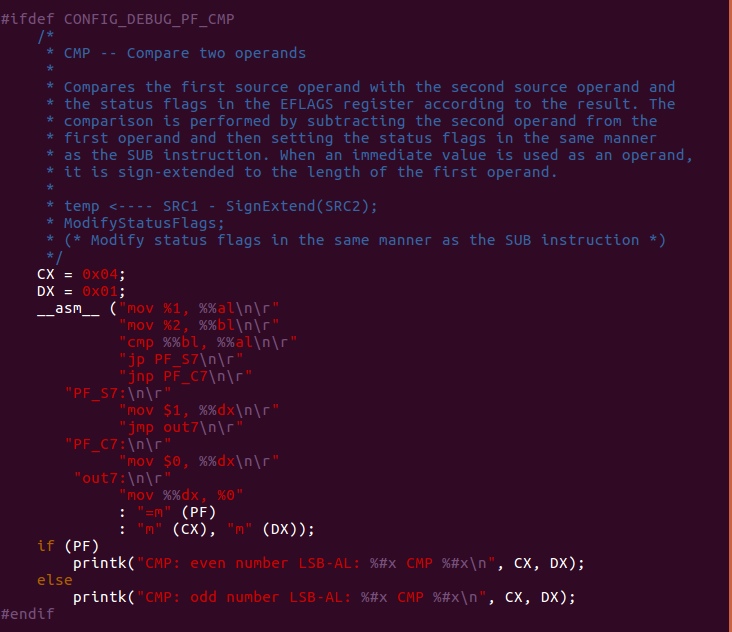 #ifdef CONFIG_DEBUG_PF_CMP
    /*
     * CMP -- Compare two operands
     *
     * Compares the first source operand with the second source operand and
     * the status flags in the EFLAGS register according to the result. The
     * comparison is performed by subtracting the second operand from the
     * first operand and then setting the status flags in the same manner
     * as the SUB instruction. When an immediate value is used as an operand,
     * it is sign-extended to the length of the first operand.
     *
     * temp <---- SRC1 - SignExtend(SRC2);
     * ModifyStatusFlags;
     * (* Modify status flags in the same manner as the SUB instruction *)
     */
    CX = 0x04;
    DX = 0x01;
    __asm__ ("mov %1, %%al\n\r"
             "mov %2, %%bl\n\r"
             "cmp %%bl, %%al\n\r"
             "jp PF_S7\n\r"
             "jnp PF_C7\n\r"
       "PF_S7:\n\r"
             "mov $1, %%dx\n\r"
             "jmp out7\n\r"
       "PF_C7:\n\r"
             "mov $0, %%dx\n\r"
        "out7:\n\r"
             "mov %%dx, %0"
             : "=m" (PF)
             : "m" (CX), "m" (DX));
    if (PF)
        printk("CMP: even number LSB-AL: %#x CMP %#x\n", CX, DX);
    else
        printk("CMP: odd number LSB-AL: %#x CMP %#x\n", CX, DX);
#endif